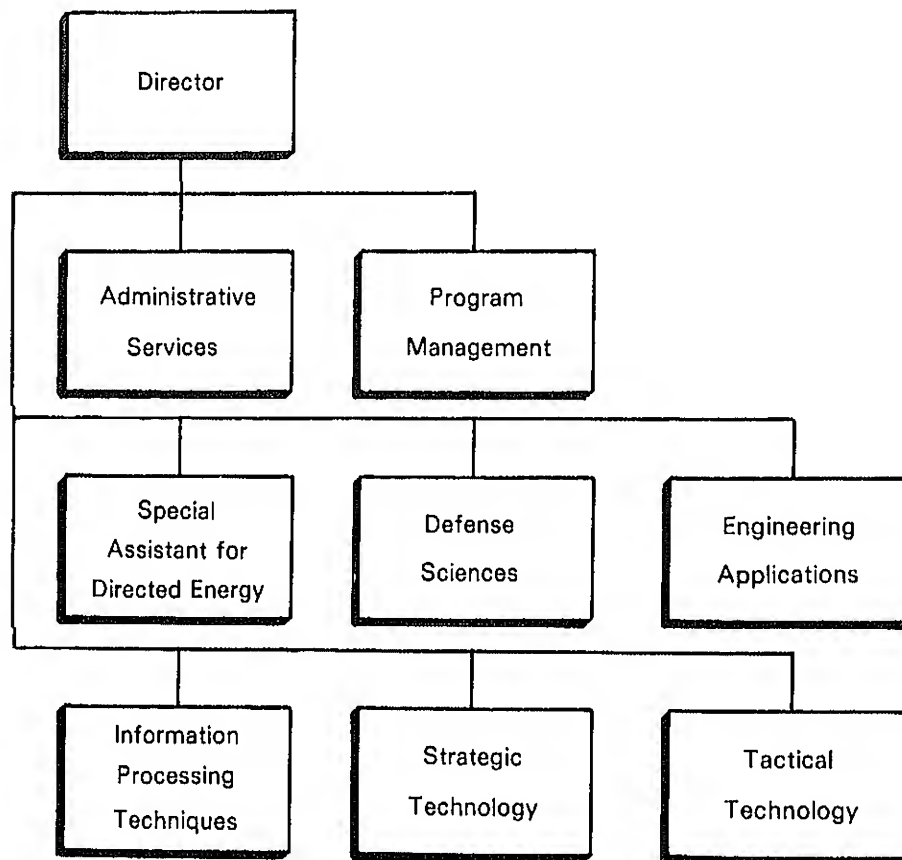 Director
Administrative
Services
Program
Management
Special
Assistant for
Directed Energy
Defense
Sciences
Engineering
Applications
Information
Processing
Techniques
Strategic
Technology
Tactical
Technology